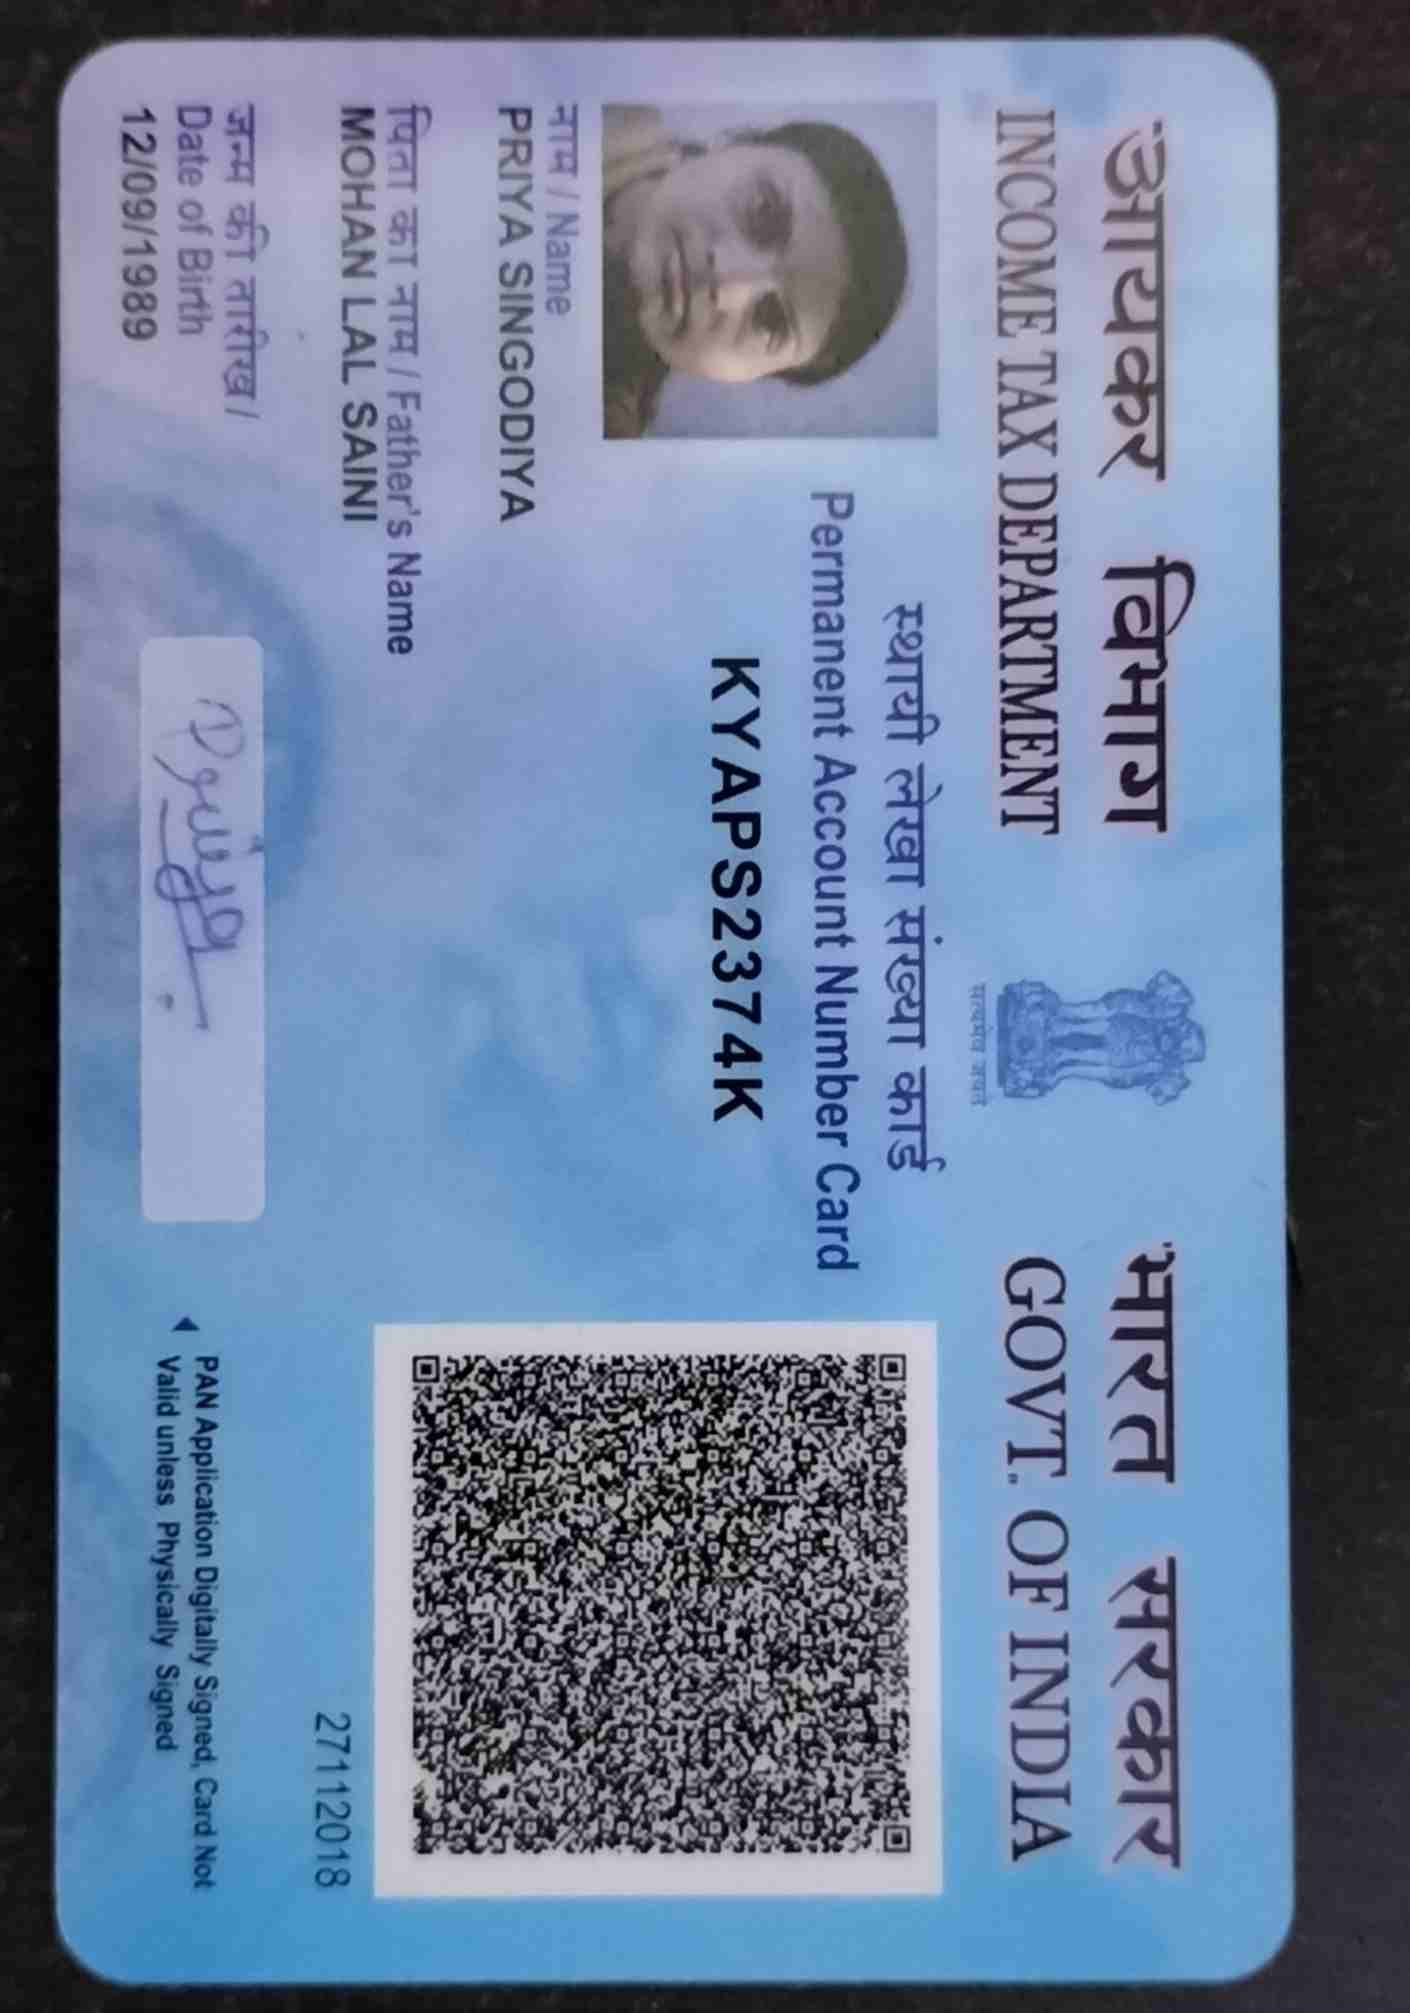 आयकर विभाग
INCOME TAX DEPARTMENT
सत्यमेव जयते
भारत सरकार
GOVT. OF INDIA
स्थायी लेखा संख्या कार्ड
Permanent Account Number Card
KYAPS2374K
नाम / Name
PRIYA SINGODIYA
पिता का नाम / Father's Name
MOHAN LAL SAINI
जन्म की तारीख /
Date of Birth
12/09/1989
27112018
PAN Application Digitally Signed, Card Not
Valid unless Physically Signed